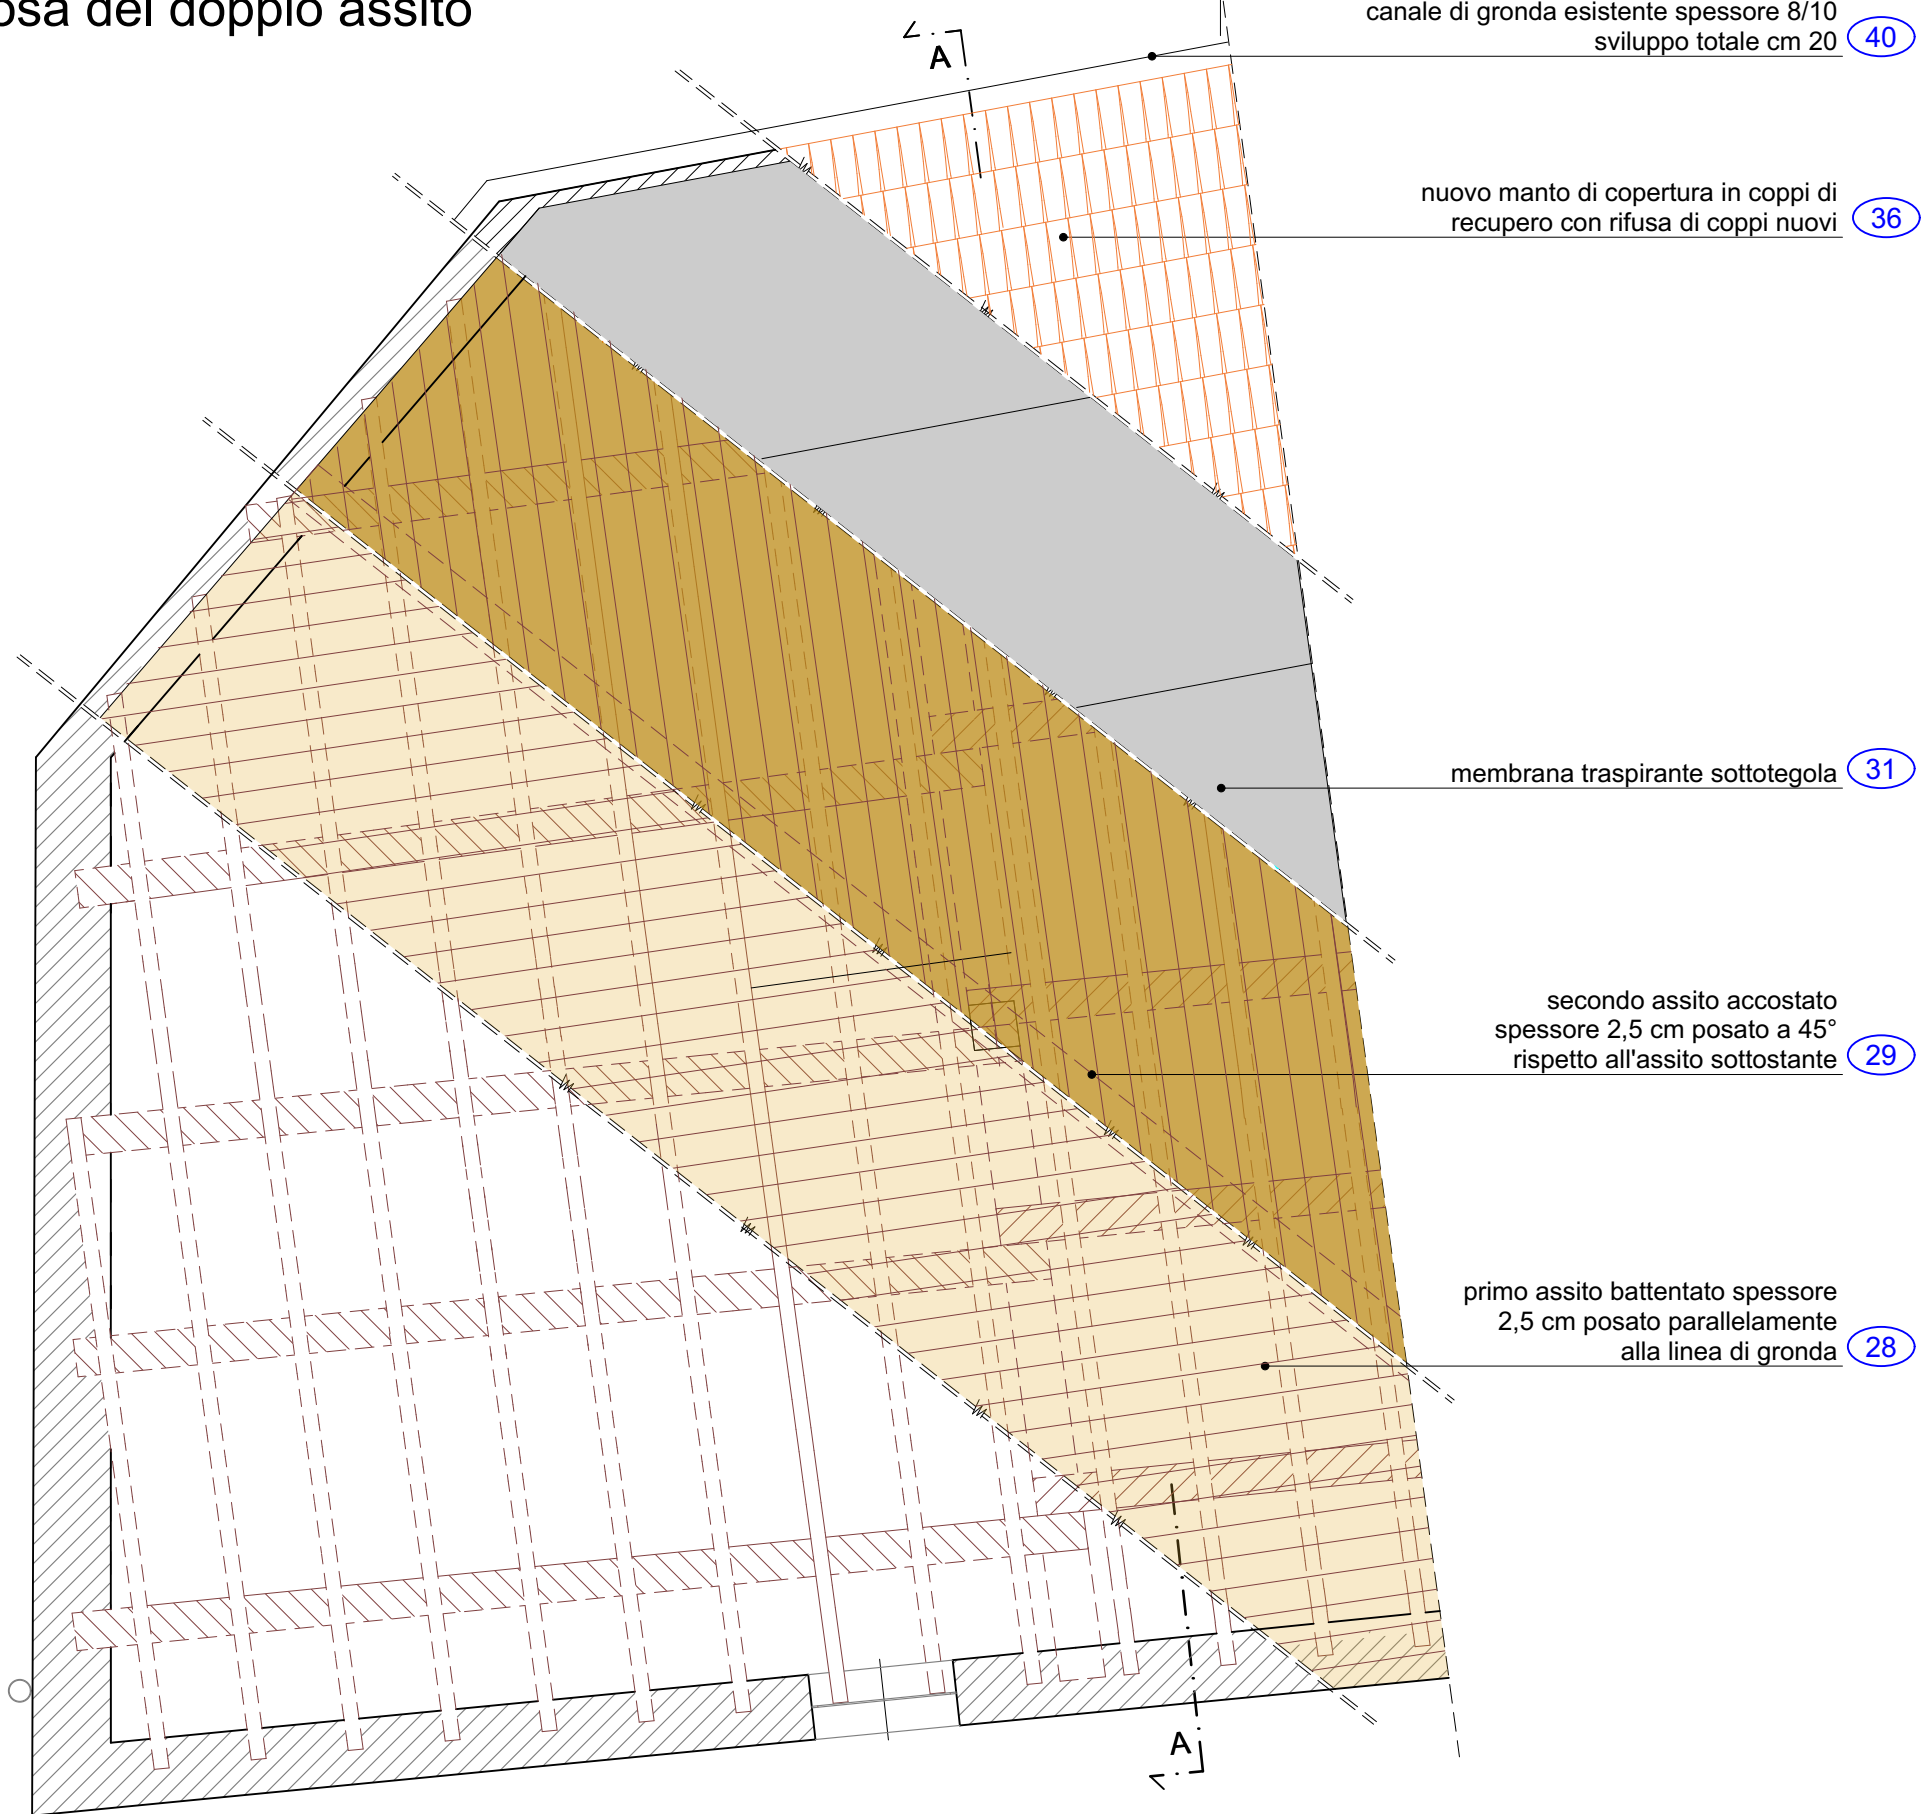 del doppio assito
canale di gronda esistente spessore 8/10
sviluppo totale cm 20
40
A
nuovo manto di copertura in coppi di
recupero con rifusa di coppi nuovi
36
membrana traspirante sottotegola
31
secondo assito accostato
spessore 2,5 cm posato a 45°
rispetto all'assito sottostante
29
primo assito battentato spessore
2,5 cm posato parallelamente
alla linea di gronda
28
A